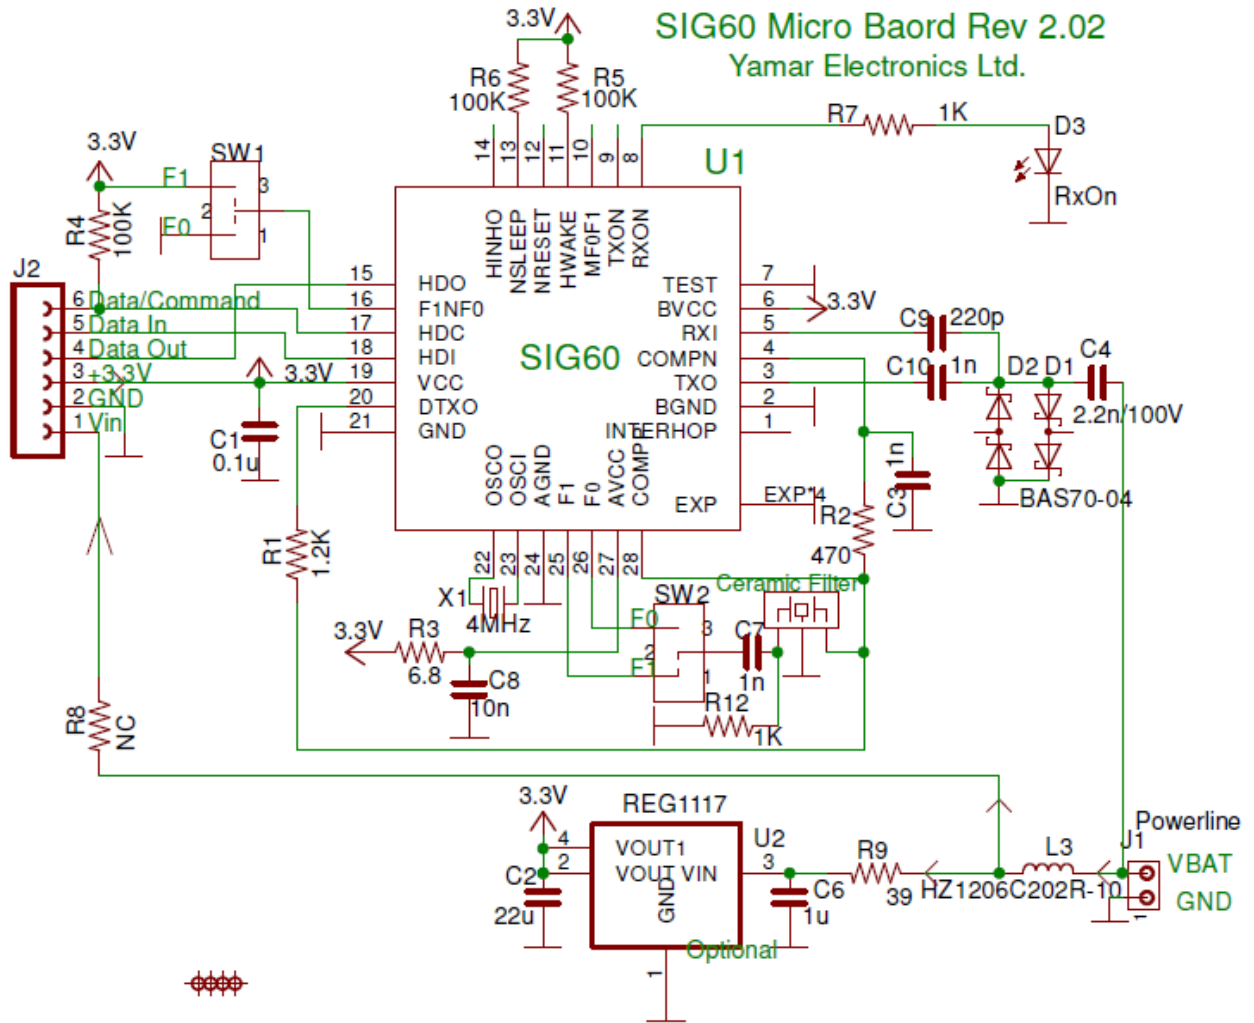 SIG60 Micro Baord Rev 2.02
Yamar Electronics Ltd.
3.3V
R6
100K
R5
100K
R7
1K
D3
RxOn
14
13
12
11
10
9
8
U1
3.3V
SW1
F1
3
2
F0
1
R4
100K
J2
6 Data/Command
5 Data In
4 Data Out
3 +3.3V
2 GND
1 Vin
3.3V
C1
0.1u
15
16
17
18
19
20
21
HDO
F1NF0
HDC
HDI
VCC
DTXO
GND
HINHO
NSLEEP
NRESET
HWAKE
MF0F1
TXON
RXON
SIG60
TEST
BVCC
RXI
COMPN
TXO
BGND
INTERHOP
EXP
7
6
5
4
3
2
1
EXP*4
3.3V
OSCO
OSCI
AGND
F1
F0
AVCC
COMPP
22
23
24
25
26
27
28
C9
220p
C10
1n
D2
D1
C4
2.2n/100V
BAS70-04
C3
1n
R2
470
R1
1.2K
X1
4MHz
Ceramic Filter
SW2
F0
3
2
F1
1
C7
1n
R12
1K
3.3V
R3
6.8
C8
10n
R8
NC
3.3V
REG1117
U2
4
2
VOUT1
VOUT
VIN
GND
3
1
C2
22u
C6
1u
Optional
R9
39
L3
HZ1206C202R-10
J1
Powerline
VBAT
GND
1